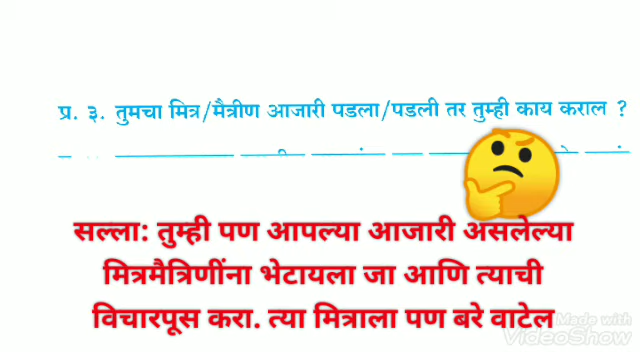 प्र. ३. तुमचा मित्र/मैत्रीण आजारी पडला/पडली तर तुम्ही काय कराल ?
सल्ला: तुम्ही पण आपल्या आजारी असलेल्या
मित्रमैत्रिणींना भेटायला जा आणि त्याची
विचारपूस करा. त्या मित्राला पण बरे वाटेल
Made with
VideoShow